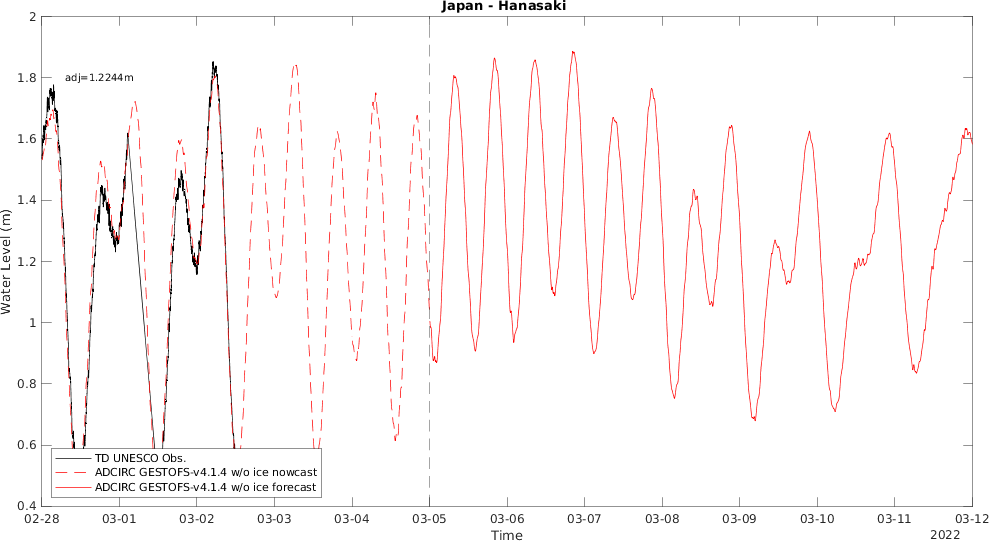 Japan - Hanasaki
2
1.8
1.6
1.4
1.2
1
0.8
0.6
0.4
Water Level (m)
adj=1.2244m
TD UNESCO Obs.
ADCIRC GESTOFS-v4.1.4 w/o ice nowcast
ADCIRC GESTOFS-v4.1.4 w/o ice forecast
02-28 03-01 03-02 03-03 03-04 03-05 03-06 03-07 03-08 03-09 03-10 03-11 03-12
Time
2022